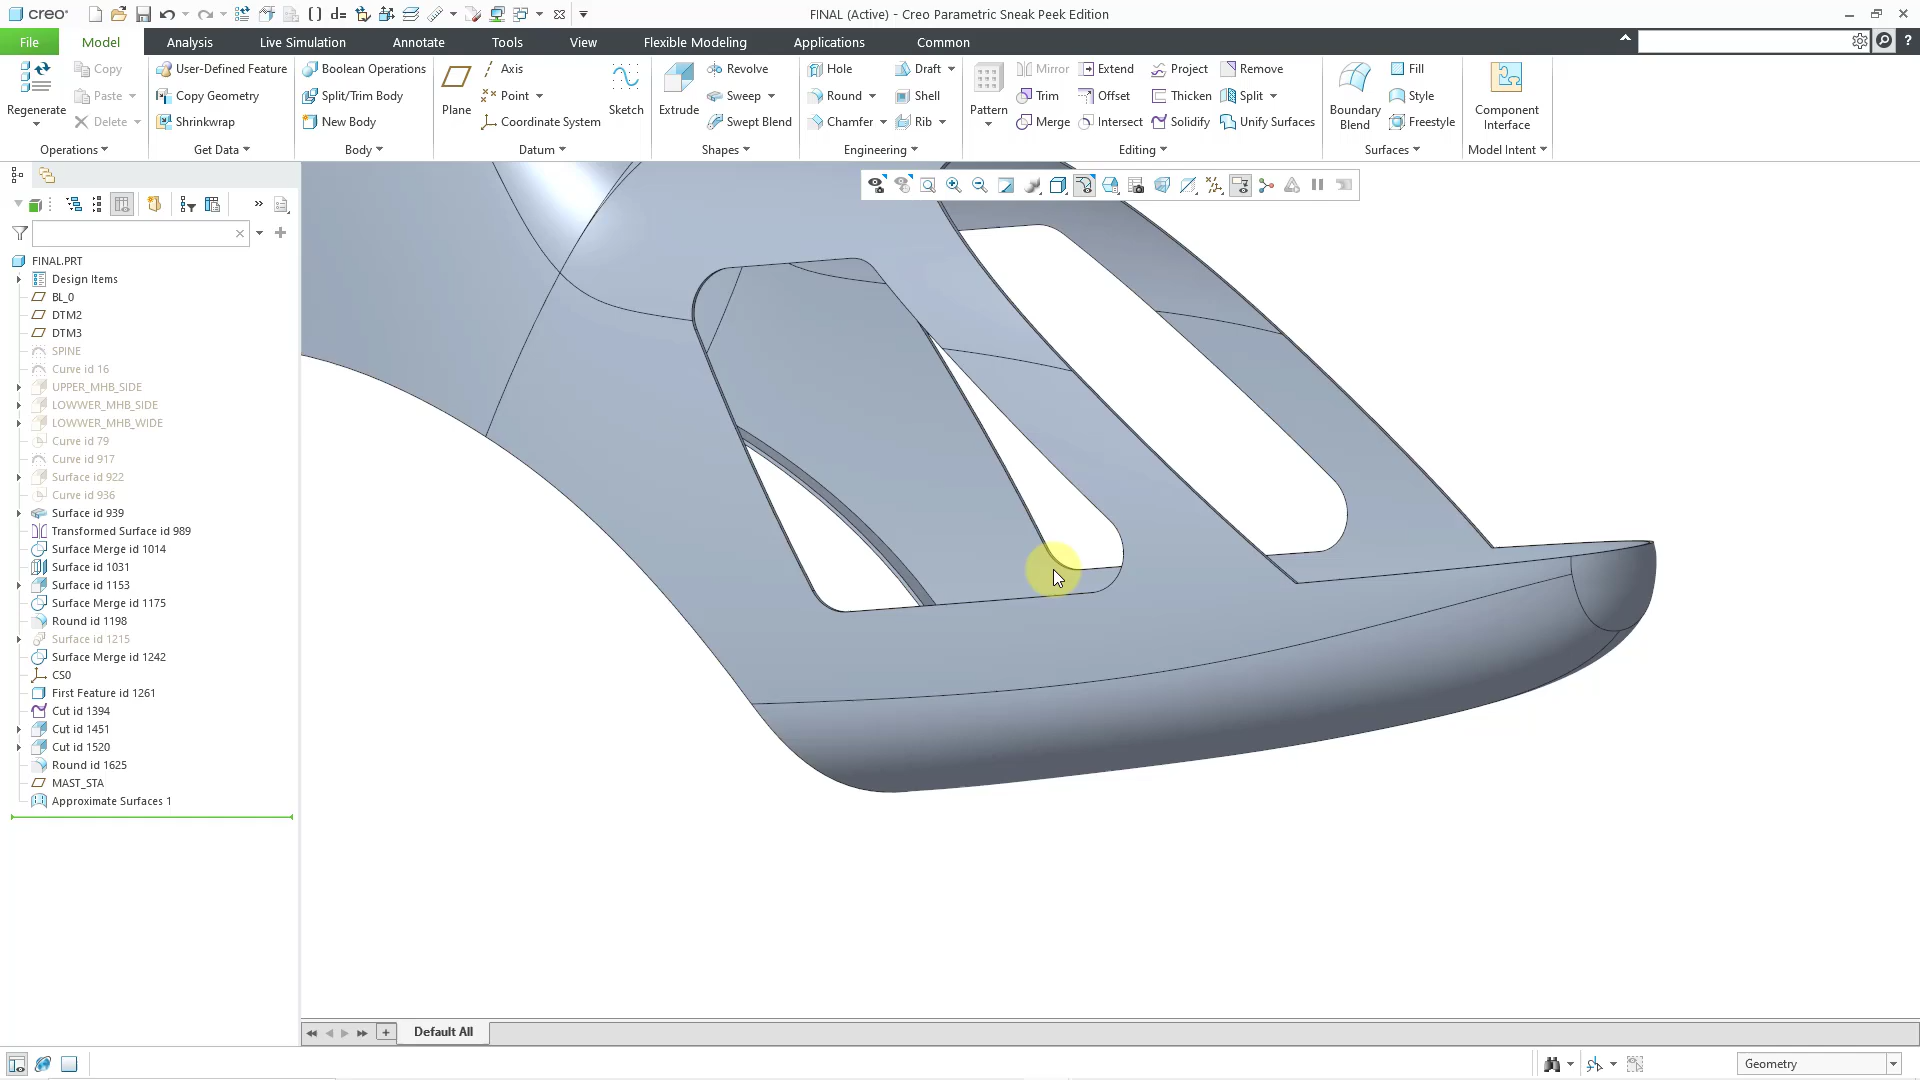 creo
FINAL (Active) - Creo Parametric Sneak Peek Edition
File
Model
Analysis
Live Simulation
Annotate
Tools
View
Flexible Modeling
Applications
Common
Regenerate
Copy
Paste
Delete
Operations
User-Defined Feature
Copy Geometry
Shrinkwrap
Get Data
Boolean Operations
Split/Trim Body
New Body
Body
Plane
Axis
Point
Coordinate System
Sketch
Datum
Extrude
Revolve
Sweep
Swept Blend
Shapes
Hole
Round
Chamfer
Draft
Shell
Rib
Engineering
Pattern
Mirror
Trim
Merge
Extend
Offset
Intersect
Project
Thicken
Solidify
Remove
Split
Unify Surfaces
Editing
Boundary
Blend
Fill
Style
Freestyle
Surfaces
Component
Interface
Model Intent
FINAL.PRT
Design Items
BL_0
DTM2
DTM3
SPINE
Curve id 16
UPPER_MHB_SIDE
LOWWER_MHB_SIDE
LOWWER_MHB_WIDE
Curve id 79
Curve id 917
Surface id 922
Curve id 936
Surface id 939
Transformed Surface id 989
Surface Merge id 1014
Surface id 1031
Surface id 1153
Surface Merge id 1175
Round id 1198
Surface id 1215
Surface Merge id 1242
CS0
First Feature id 1261
Cut id 1394
Cut id 1451
Cut id 1520
Round id 1625
MAST_STA
Approximate Surfaces 1
Default All
Geometry